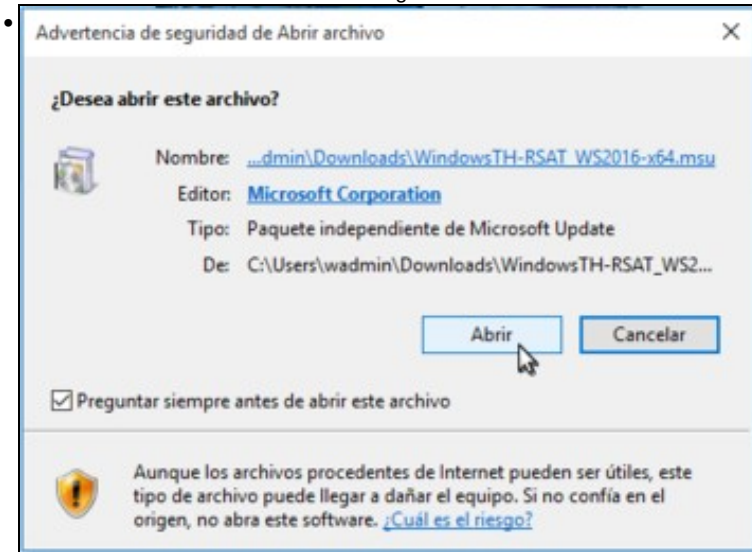 Advertencia de seguridad de Abrir archivo
¿Desea abrir este archivo?
Nombre: ...dmin\Downloads\WindowsTH-RSAT_WS2016-x64.msu
Editor: Microsoft Corporation
Tipo: Paquete independiente de Microsoft Update
De: C:\Users\wadmin\Downloads\WindowsTH-RSAT_WS2...
Abrir Cancelar
Preguntar siempre antes de abrir este archivo
Aunque los archivos procedentes de Internet pueden ser útiles, este
tipo de archivo puede llegar a dañar el equipo. Si no confía en el
origen, no abra este software. ¿Cuál es el riesgo?